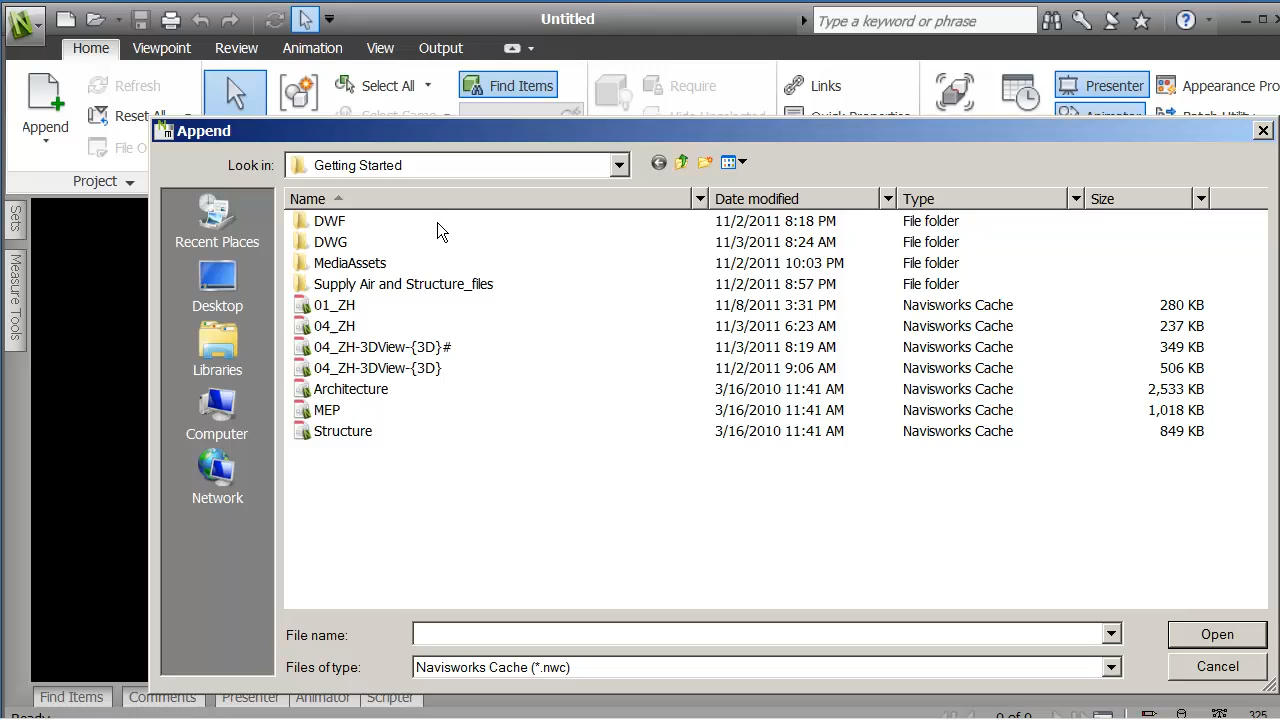 Untitled
Type a keyword or phrase
Home Viewpoint Review Animation View Output
Append
Refresh
Reset All...
File O
Project
Select All
Find Items
Require
Links
Presenter
Appearance Pro
Append
Look in: Getting Started
Name Date modified Type Size
DWF 11/2/2011 8:18 PM File folder
DWG 11/3/2011 8:24 AM File folder
MediaAssets 11/2/2011 10:03 PM File folder
Supply Air and Structure_files 11/2/2011 8:57 PM File folder
01_ZH 11/8/2011 3:31 PM Navisworks Cache 280 KB
04_ZH 11/3/2011 6:23 AM Navisworks Cache 237 KB
04_ZH-3DView-{3D}# 11/3/2011 8:19 AM Navisworks Cache 349 KB
04_ZH-3DView-{3D} 11/2/2011 9:06 AM Navisworks Cache 506 KB
Architecture 3/16/2010 11:41 AM Navisworks Cache 2,533 KB
MEP 3/16/2010 11:41 AM Navisworks Cache 1,018 KB
Structure 3/16/2010 11:41 AM Navisworks Cache 849 KB
Recent Places
Desktop
Libraries
Computer
Network
Sets
Measure Tools
File name: Open
Files of type: Navisworks Cache (*.nwc) Cancel
Find Items Comments Presenter Animator Scripter
Ready 0 of 0 325